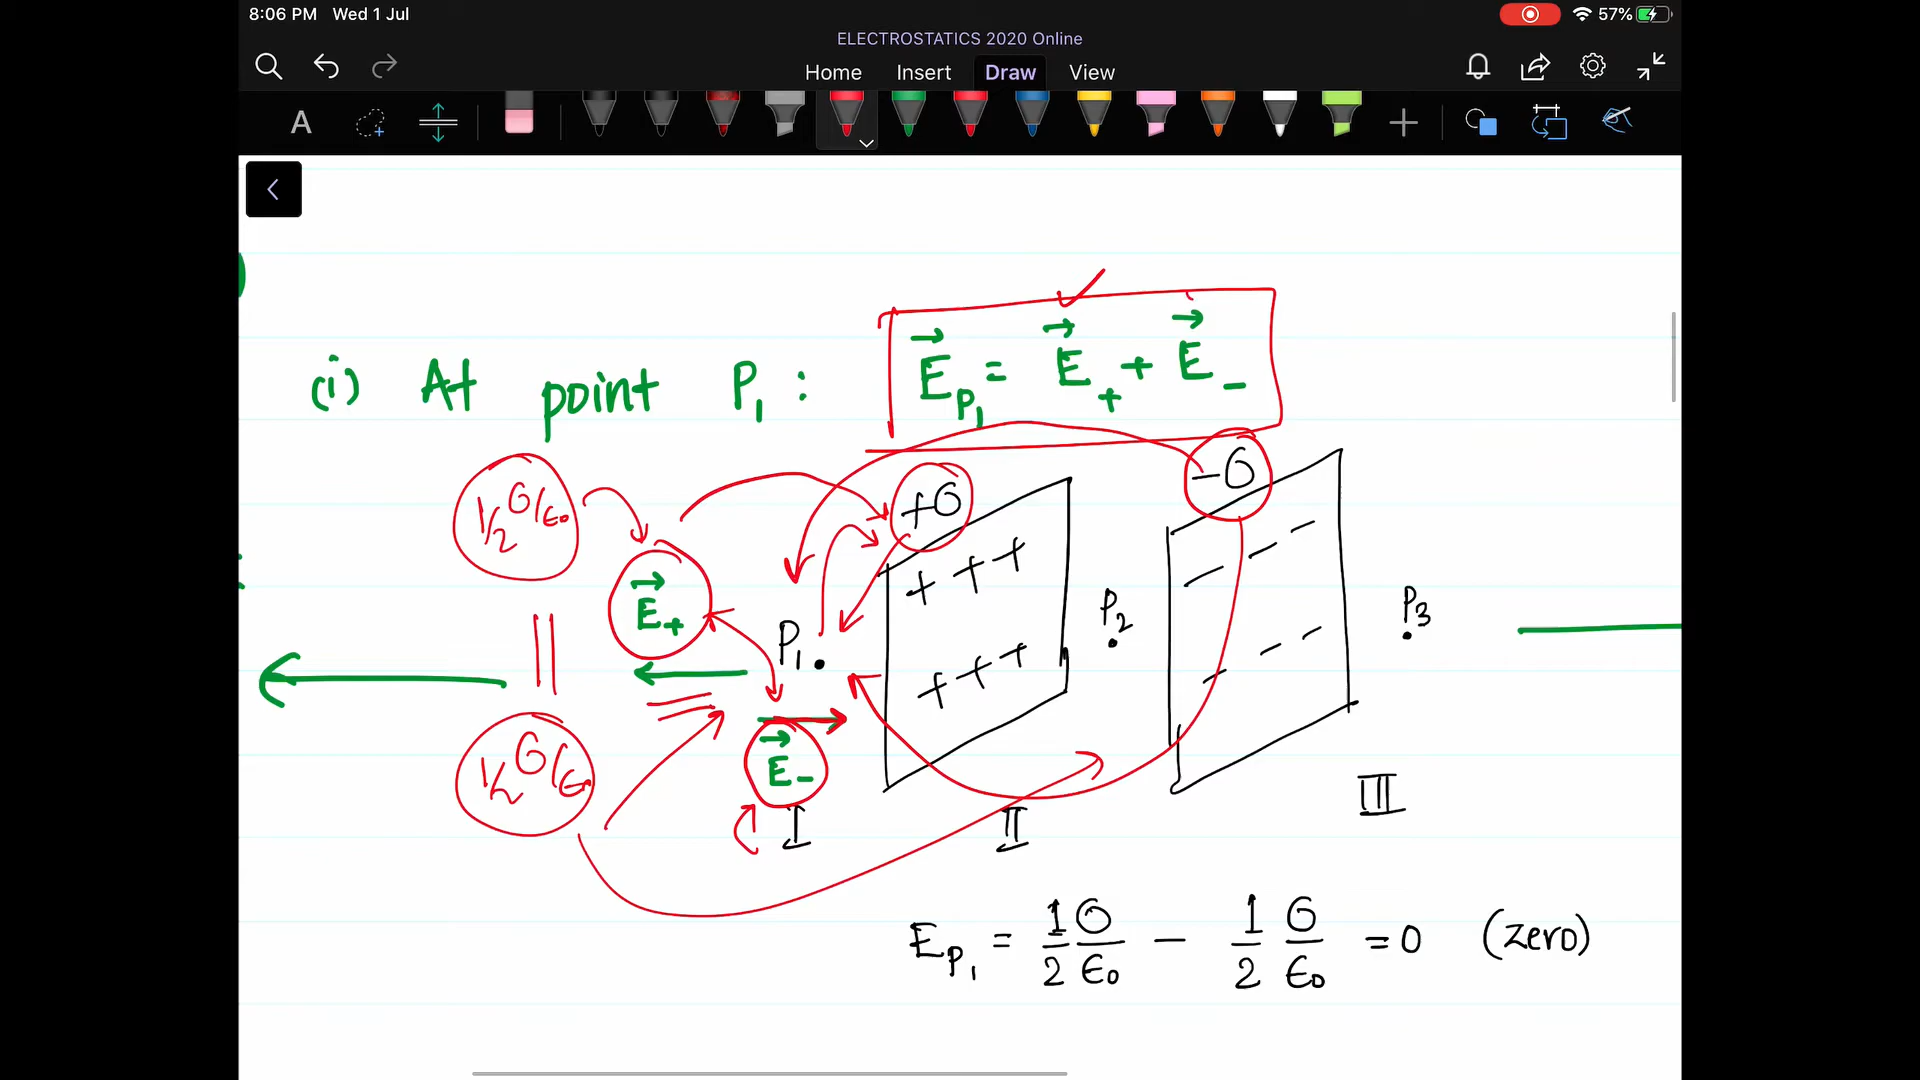 8:06 PM Wed 1 Jul
57%
ELECTROSTATICS 2020 Online
Home Insert Draw View
A
(i) At point P₁ : E⃗P₁ = E⃗₊ + E⃗₋
1/2 σ/ϵ₀
+σ
-σ
E⃗₊
+ + +
P₁
P₂
P₃
+ + +
1/2 σ/ϵ₀
E⃗₋
I
II
III
EP₁ = 1/2 σ/ϵ₀ − 1/2 σ/ϵ₀ = 0 (zero)